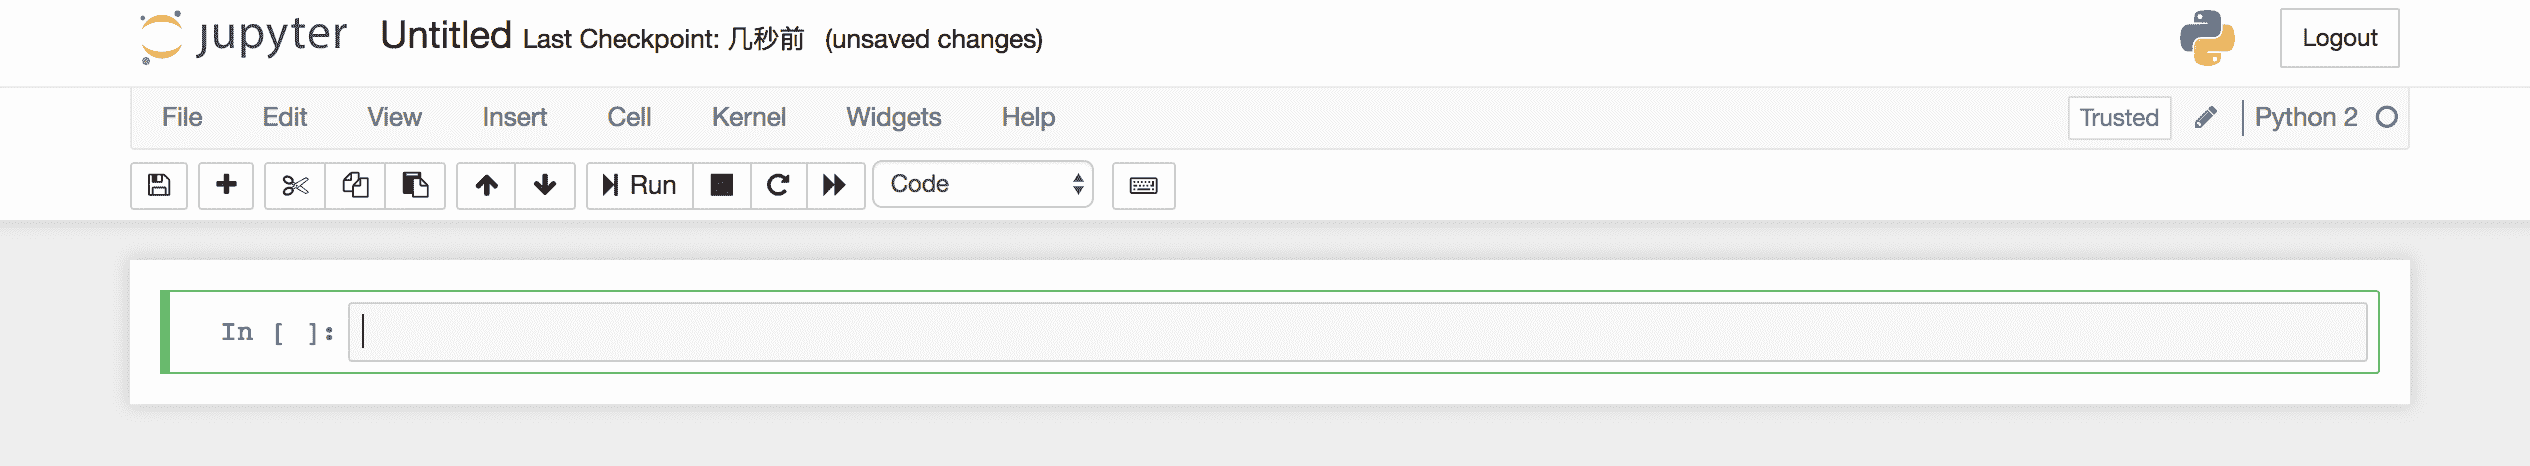 jupyter Untitled Last Checkpoint: 几秒前 (unsaved changes) Logout
File Edit View Insert Cell Kernel Widgets Help Trusted Python 2
Run Code
In [ ]: